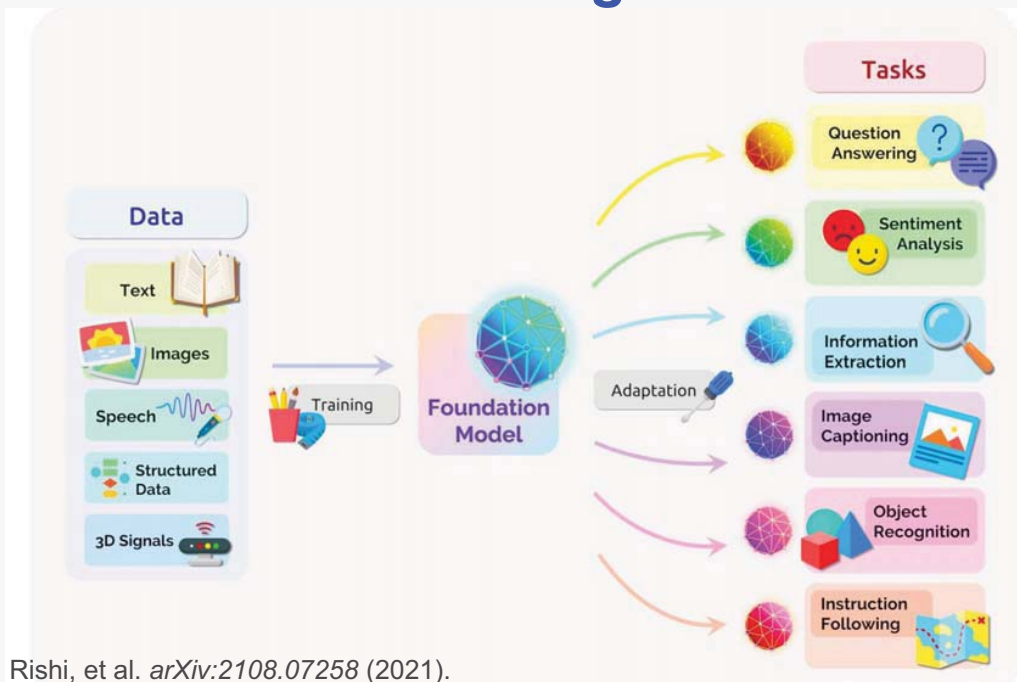 Data
Text
Images
Speech
Structured
Data
3D Signals
Training
Foundation
Model
Adaptation
Tasks
Question
Answering
?
Sentiment
Analysis
Information
Extraction
Image
Captioning
Object
Recognition
Instruction
Following
Rishi, et al. arXiv:2108.07258 (2021).